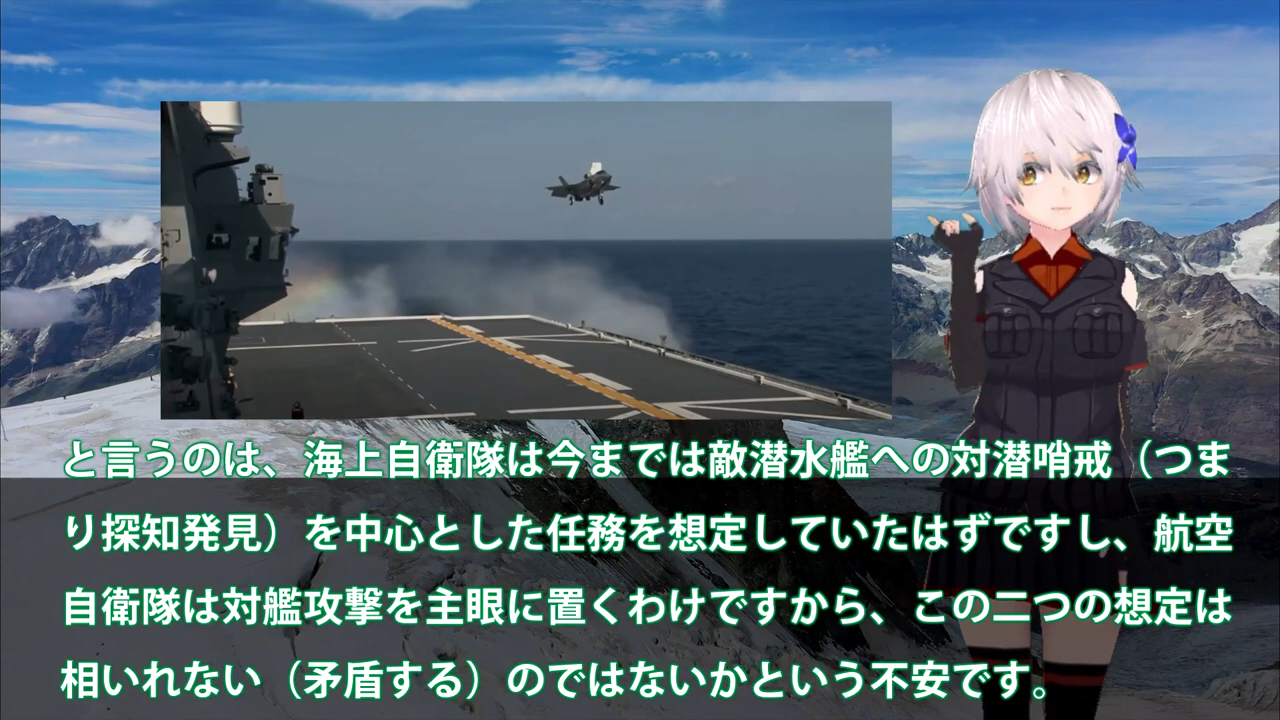 と言うのは、海上自衛隊は今までは敵潜水艦への対潜哨戒（つま
り探知発見）を中心とした任務を想定していたはずですし、航空
自衛隊は対艦攻撃を主眼に置くわけですから、この二つの想定は
相いれない（矛盾する）のではないかという不安です。